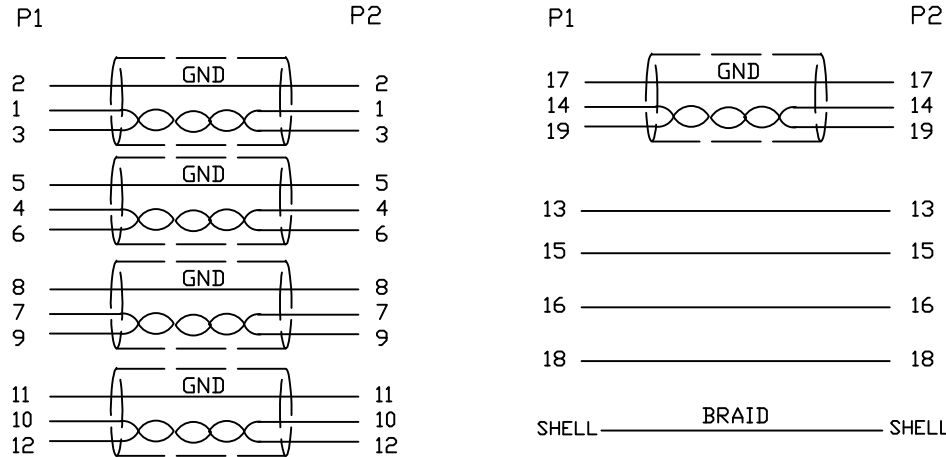 P1 P2
2 GND 2
1 1
3 3
5 GND 5
4 4
6 6
8 GND 8
7 7
9 9
11 GND 11
10 10
12 12
P1 P2
17 GND 17
14 14
19 19
13 13
15 15
16 16
18 18
SHELL BRAID SHELL